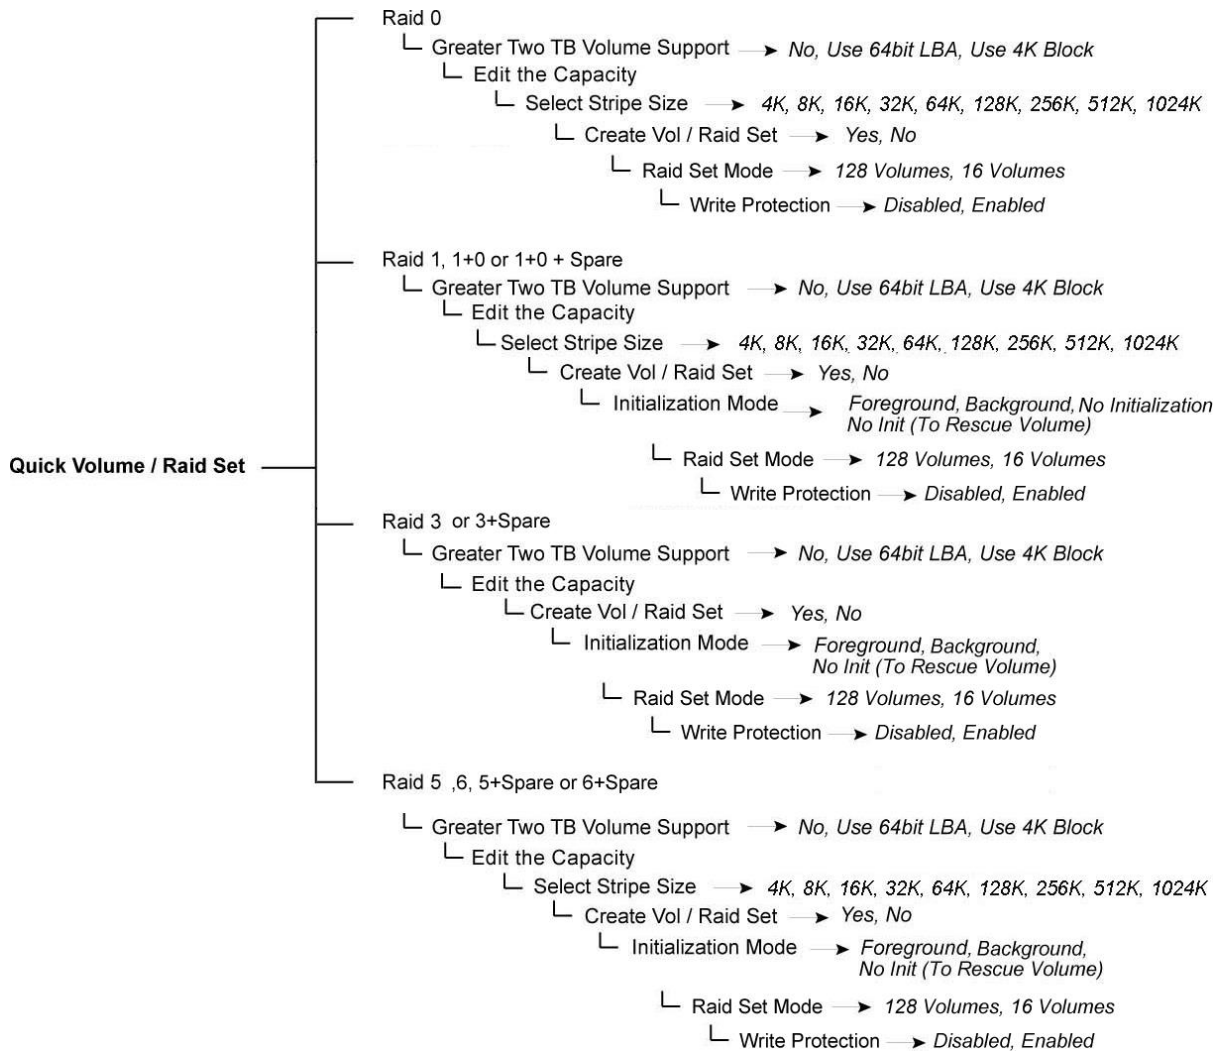 Raid 0
Greater Two TB Volume Support No, Use 64bit LBA, Use 4K Block
Edit the Capacity
Select Stripe Size 4K, 8K, 16K, 32K, 64K, 128K, 256K, 512K, 1024K
Create Vol / Raid Set Yes, No
Raid Set Mode 128 Volumes, 16 Volumes
Write Protection Disabled, Enabled
Raid 1, 1+0 or 1+0 + Spare
Greater Two TB Volume Support No, Use 64bit LBA, Use 4K Block
Edit the Capacity
Select Stripe Size 4K, 8K, 16K, 32K, 64K, 128K, 256K, 512K, 1024K
Create Vol / Raid Set Yes, No
Initialization Mode Foreground, Background, No Initialization
No Init (To Rescue Volume)
Raid Set Mode 128 Volumes, 16 Volumes
Quick Volume / Raid Set
Write Protection Disabled, Enabled
Raid 3 or 3+Spare
Greater Two TB Volume Support No, Use 64bit LBA, Use 4K Block
Edit the Capacity
Create Vol / Raid Set Yes, No
Initialization Mode Foreground, Background,
No Init (To Rescue Volume)
Raid Set Mode 128 Volumes, 16 Volumes
Write Protection Disabled, Enabled
Raid 5 ,6, 5+Spare or 6+Spare
Greater Two TB Volume Support No, Use 64bit LBA, Use 4K Block
Edit the Capacity
Select Stripe Size 4K, 8K, 16K, 32K, 64K, 128K, 256K, 512K, 1024K
Create Vol / Raid Set Yes, No
Initialization Mode Foreground, Background,
No Init (To Rescue Volume)
Raid Set Mode 128 Volumes, 16 Volumes
Write Protection Disabled, Enabled